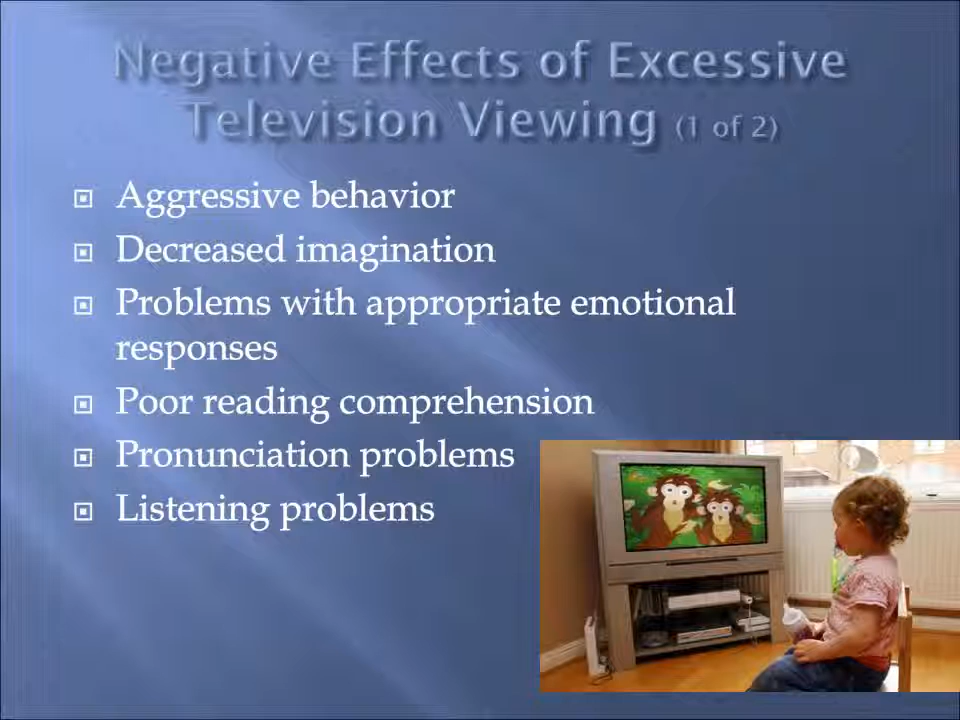 Negative Effects of Excessive
Television Viewing (1 of 2)
Aggressive behavior
Decreased imagination
Problems with appropriate emotional
responses
Poor reading comprehension
Pronunciation problems
Listening problems